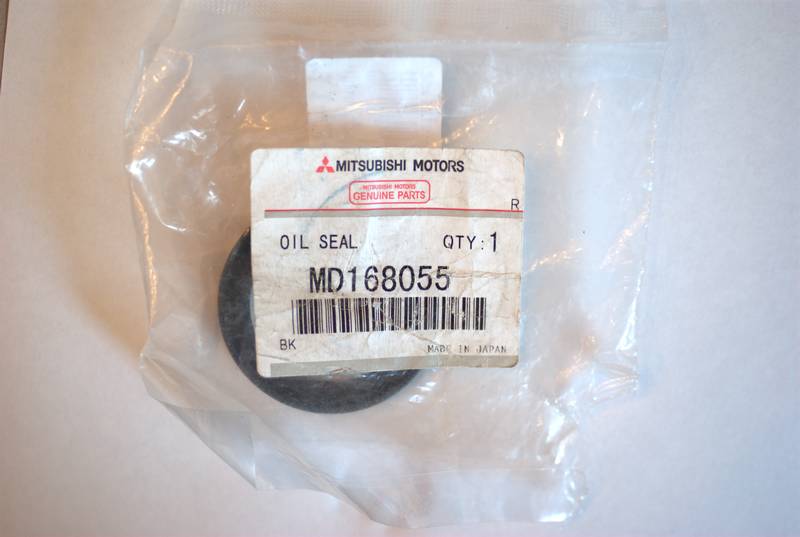 MITSUBISHI MOTORS
MITSUBISHI MOTORS
GENUINE PARTS
R
OIL SEAL QTY:1
MD168055
BK MADE IN JAPAN